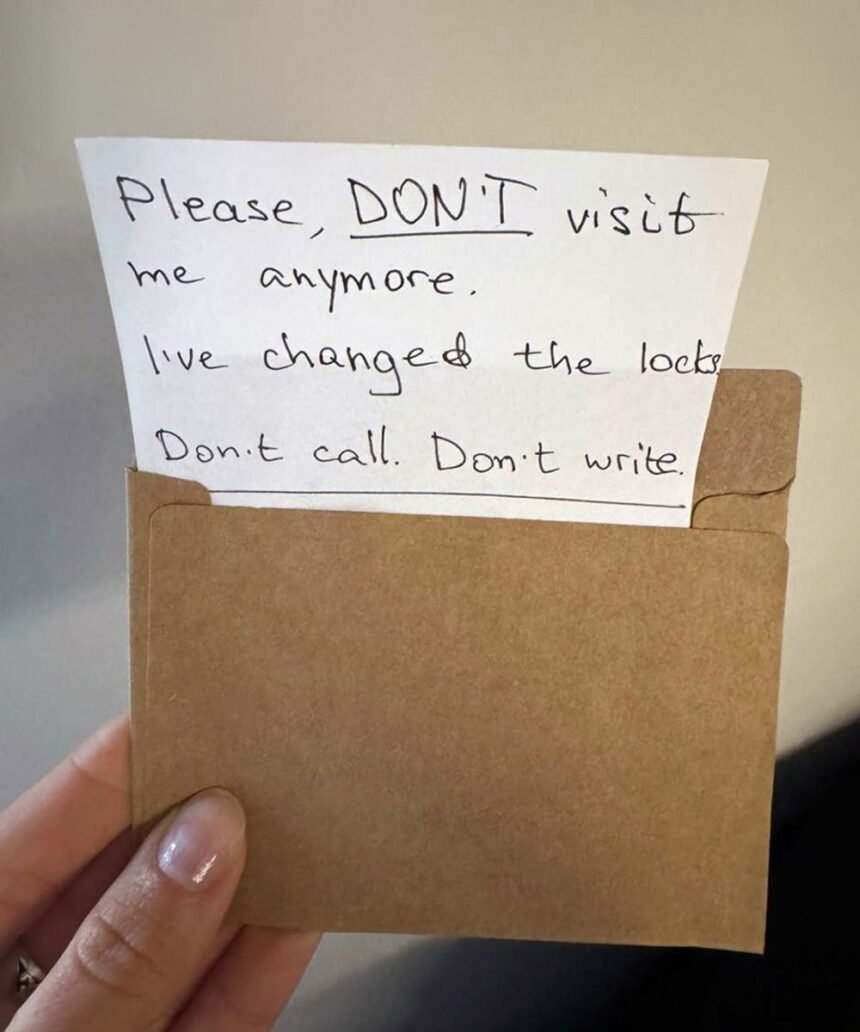 Please, DON'T visit
me anymore.
I've changed the locks.
Don't call. Don't write.